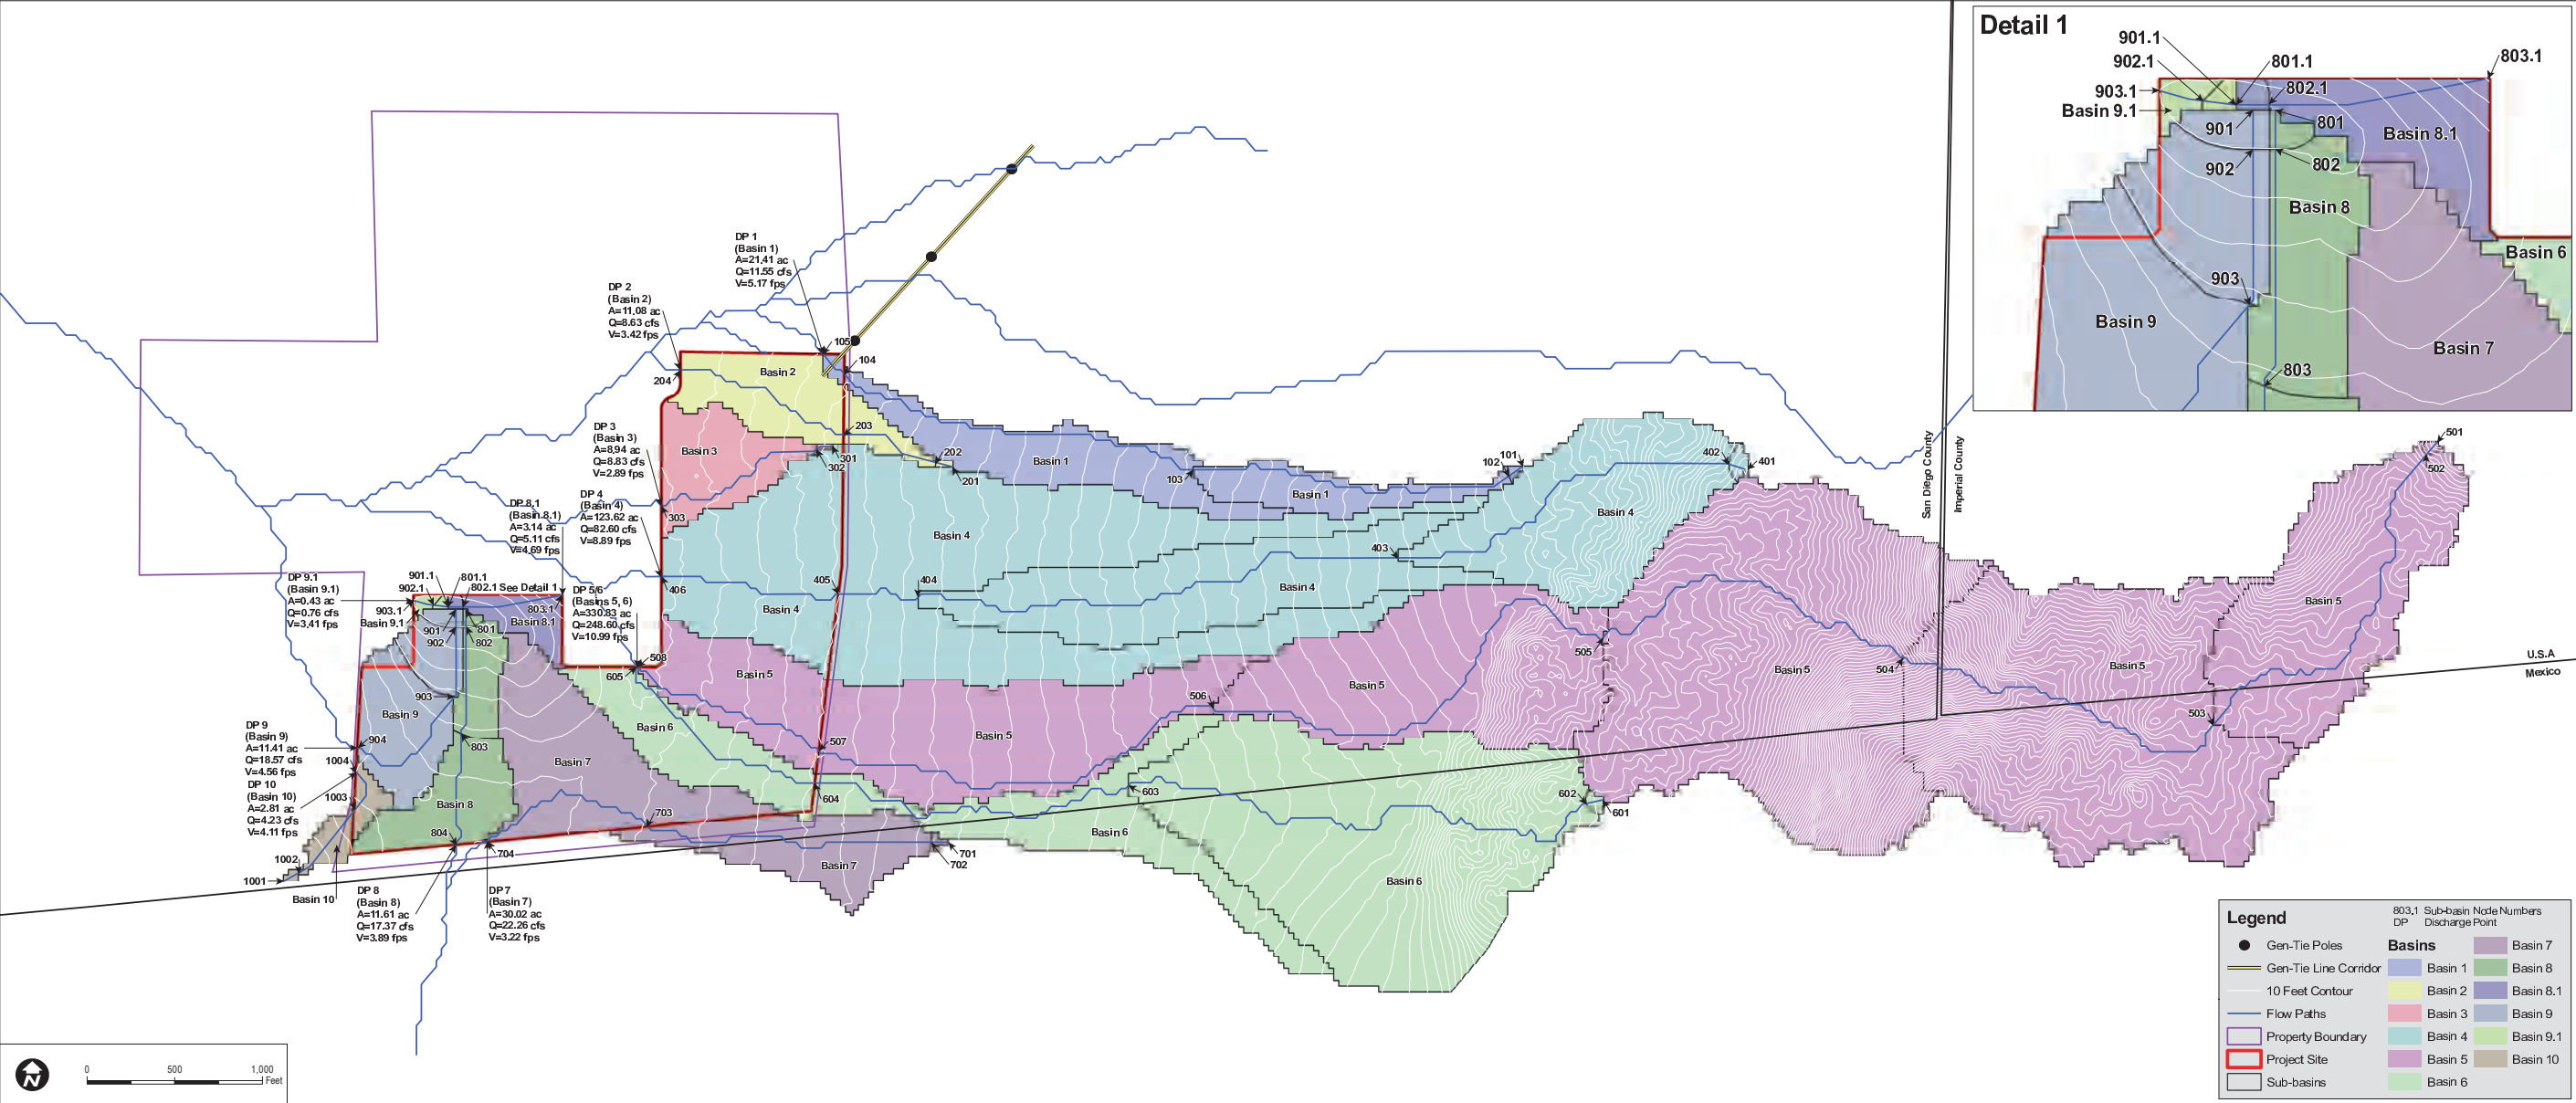 Detail 1
901.1
902.1
801.1
803.1
903.1
802.1
Basin 9.1
901
801
Basin 8.1
902
802
Basin 8
Basin 6
903
Basin 9
Basin 7
803
DP 1
(Basin 1)
A=21.41 ac
Q=11.55 cfs
V=5.17 fps
DP 2
(Basin 2)
A=11.08 ac
Q=8.63 cfs
V=3.42 fps
105
104
204
Basin 2
203
DP 3
(Basin 3)
A=8.94 ac
Q=8.83 cfs
V=2.89 fps
Basin 3
301
302
202
201
Basin 1
103
102
101
Basin 1
402
401
Basin 4
San Diego County
Imperial County
501
502
DP 4
(Basin 4)
A=123.62 ac
Q=82.60 cfs
V=8.89 fps
303
DP 8.1
(Basin 8.1)
A=3.14 ac
Q=5.11 cfs
V=4.69 fps
Basin 4
403
405
404
Basin 4
Basin 4
406
DP 9.1
(Basin 9.1)
A=0.43 ac
Q=0.76 cfs
V=3.41 fps
901.1
902.1
801.1
802.1 See Detail 1
903.1
Basin 9.1
803.1
Basin 8.1
901
801
902
802
DP 5/6
(Basins 5, 6)
A=330.83 ac
Q=248.60 cfs
V=10.99 fps
508
605
Basin 5
505
Basin 5
504
Basin 5
Basin 5
U.S.A
Mexico
903
Basin 9
506
Basin 5
503
Basin 6
507
Basin 5
DP 9
(Basin 9)
A=11.41 ac
Q=18.57 cfs
V=4.56 fps
904
803
1004
Basin 7
DP 10
(Basin 10)
A=2.81 ac
Q=4.23 cfs
V=4.11 fps
1003
Basin 8
604
603
602
601
703
804
704
Basin 6
701
702
Basin 7
Basin 6
1002
1001
Basin 10
DP 8
(Basin 8)
A=11.61 ac
Q=17.37 cfs
V=3.89 fps
DP 7
(Basin 7)
A=30.02 ac
Q=22.26 cfs
V=3.22 fps
Legend
803.1 Sub-basin Node Numbers
DP Discharge Point
Gen-Tie Poles
Gen-Tie Line Corridor
10 Feet Contour
Flow Paths
Property Boundary
Project Site
Sub-basins
Basins
Basin 1
Basin 2
Basin 3
Basin 4
Basin 5
Basin 6
Basin 7
Basin 8
Basin 8.1
Basin 9
Basin 9.1
Basin 10
N
0 500 1,000
Feet